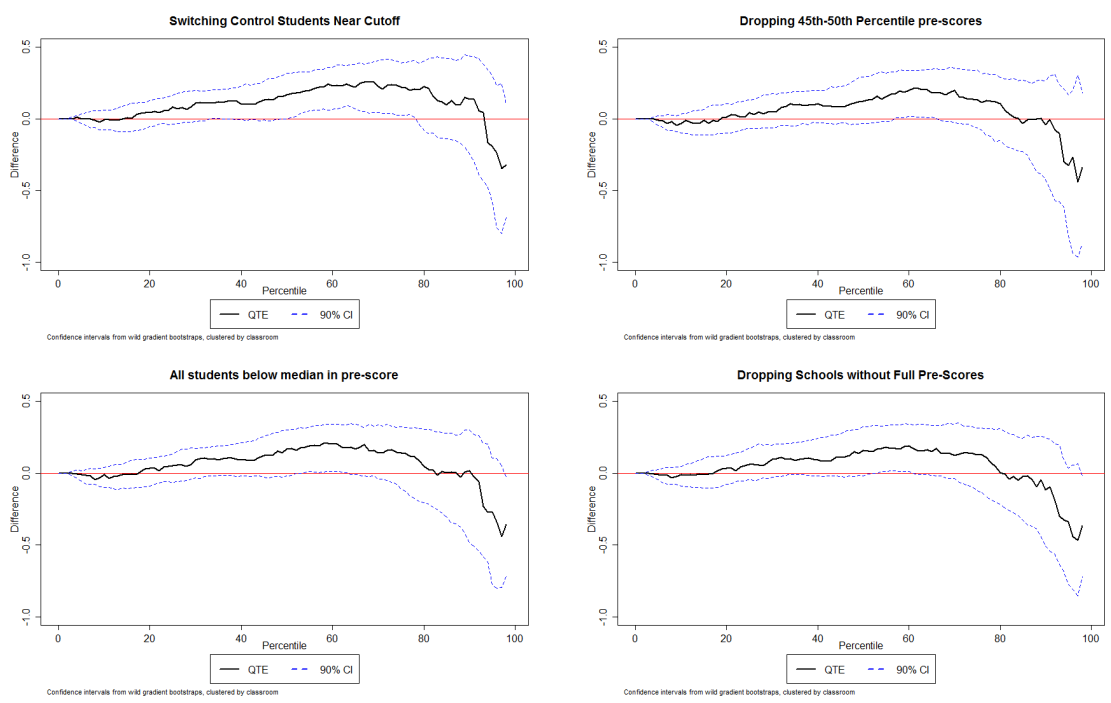 Switching Control Students Near Cutoff
0.5
0.0
-0.5
-1.0
Difference
0 20 40 60 80 100
Percentile
QTE 90% CI
Confidence intervals from wild gradient bootstraps, clustered by classroom
Dropping 45th-50th Percentile pre-scores
0.5
0.0
-0.5
-1.0
Difference
0 20 40 60 80 100
Percentile
QTE 90% CI
Confidence intervals from wild gradient bootstraps, clustered by classroom
All students below median in pre-score
0.5
0.0
-0.5
-1.0
Difference
0 20 40 60 80 100
Percentile
QTE 90% CI
Confidence intervals from wild gradient bootstraps, clustered by classroom
Dropping Schools without Full Pre-Scores
0.5
0.0
-0.5
-1.0
Difference
0 20 40 60 80 100
Percentile
QTE 90% CI
Confidence intervals from wild gradient bootstraps, clustered by classroom